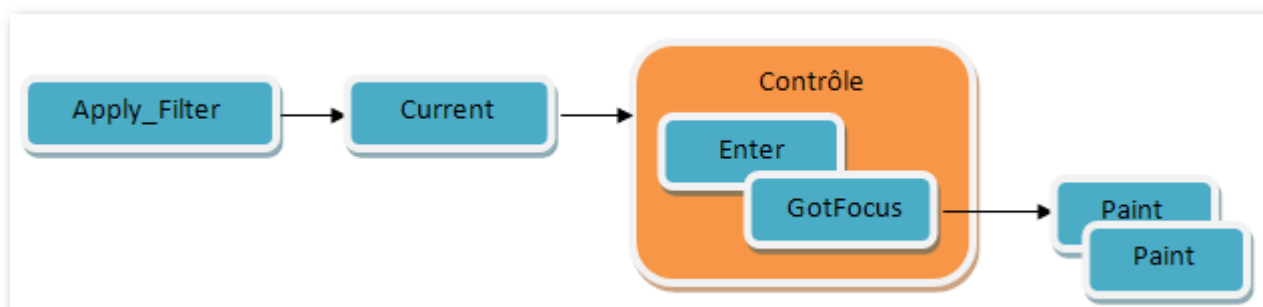 Apply_Filter
Current
Contrôle
Enter
GotFocus
Paint
Paint